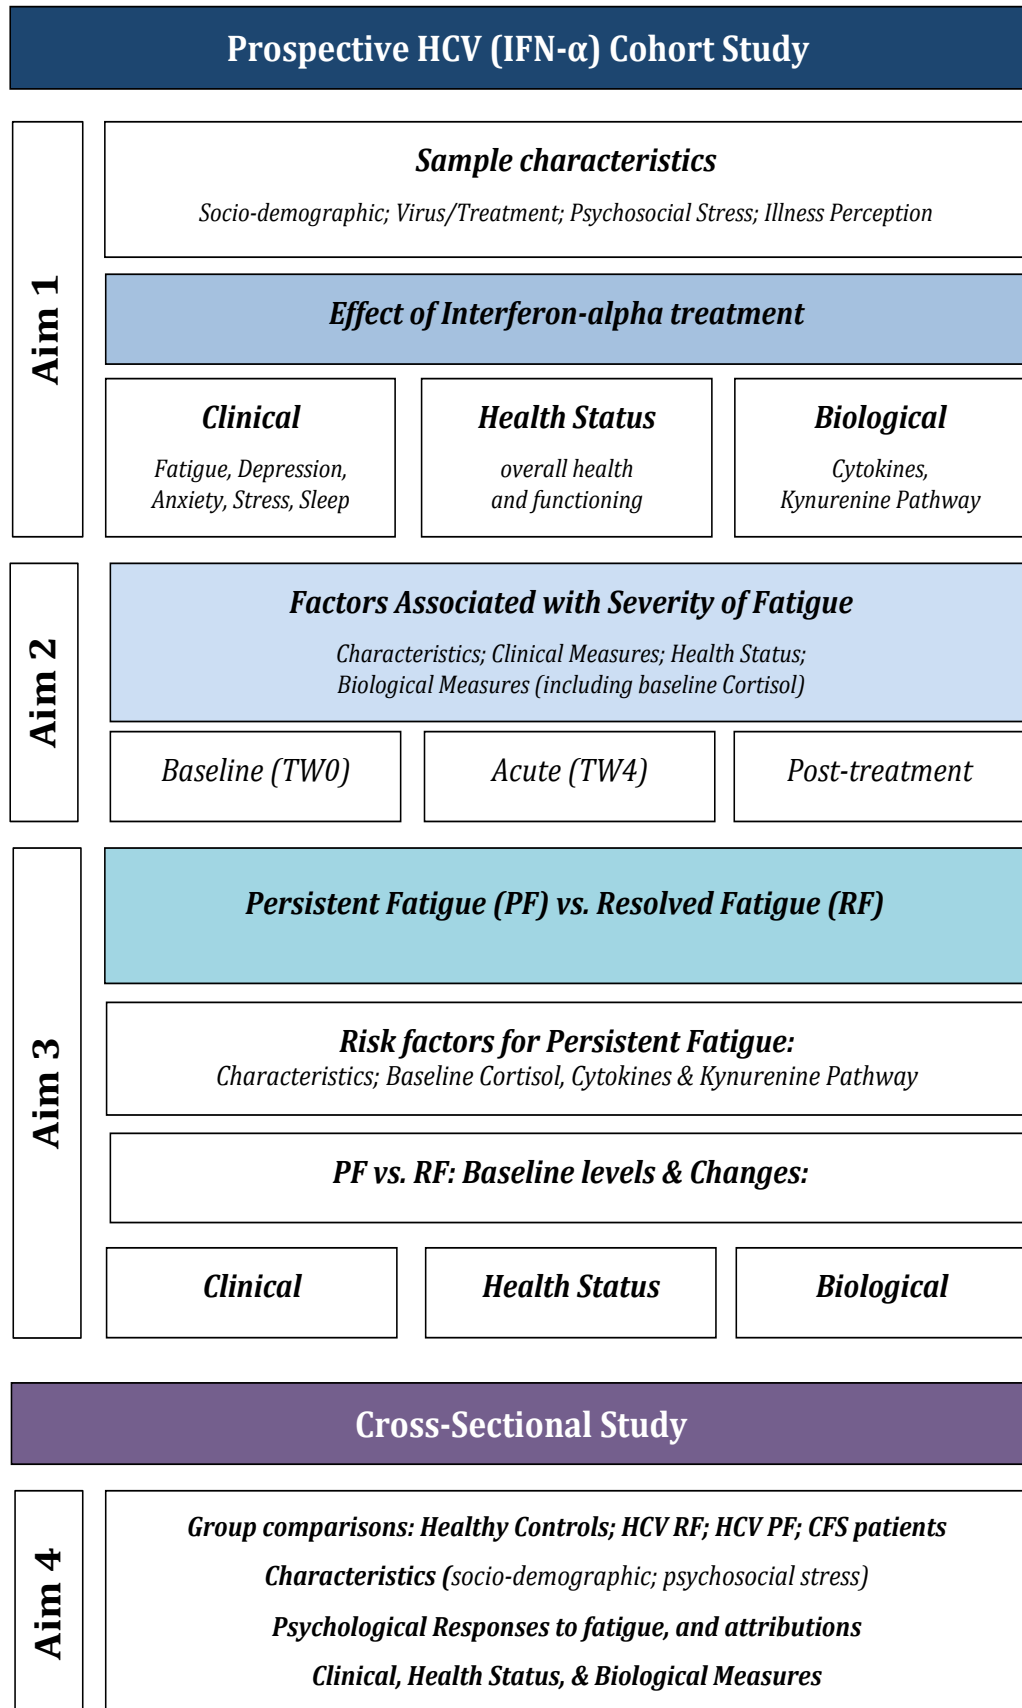 Prospective HCV (IFN-α) Cohort Study
Aim 1
Sample characteristics
Socio-demographic; Virus/Treatment; Psychosocial Stress; Illness Perception
Effect of Interferon-alpha treatment
Clinical
Fatigue, Depression,
Anxiety, Stress, Sleep
Health Status
overall health
and functioning
Biological
Cytokines,
Kynurenine Pathway
Aim 2
Factors Associated with Severity of Fatigue
Characteristics; Clinical Measures; Health Status;
Biological Measures (including baseline Cortisol)
Baseline (TW0)
Acute (TW4)
Post-treatment
Aim 3
Persistent Fatigue (PF) vs. Resolved Fatigue (RF)
Risk factors for Persistent Fatigue:
Characteristics; Baseline Cortisol, Cytokines & Kynurenine Pathway
PF vs. RF: Baseline levels & Changes:
Clinical
Health Status
Biological
Cross-Sectional Study
Aim 4
Group comparisons: Healthy Controls; HCV RF; HCV PF; CFS patients
Characteristics (socio-demographic; psychosocial stress)
Psychological Responses to fatigue, and attributions
Clinical, Health Status, & Biological Measures